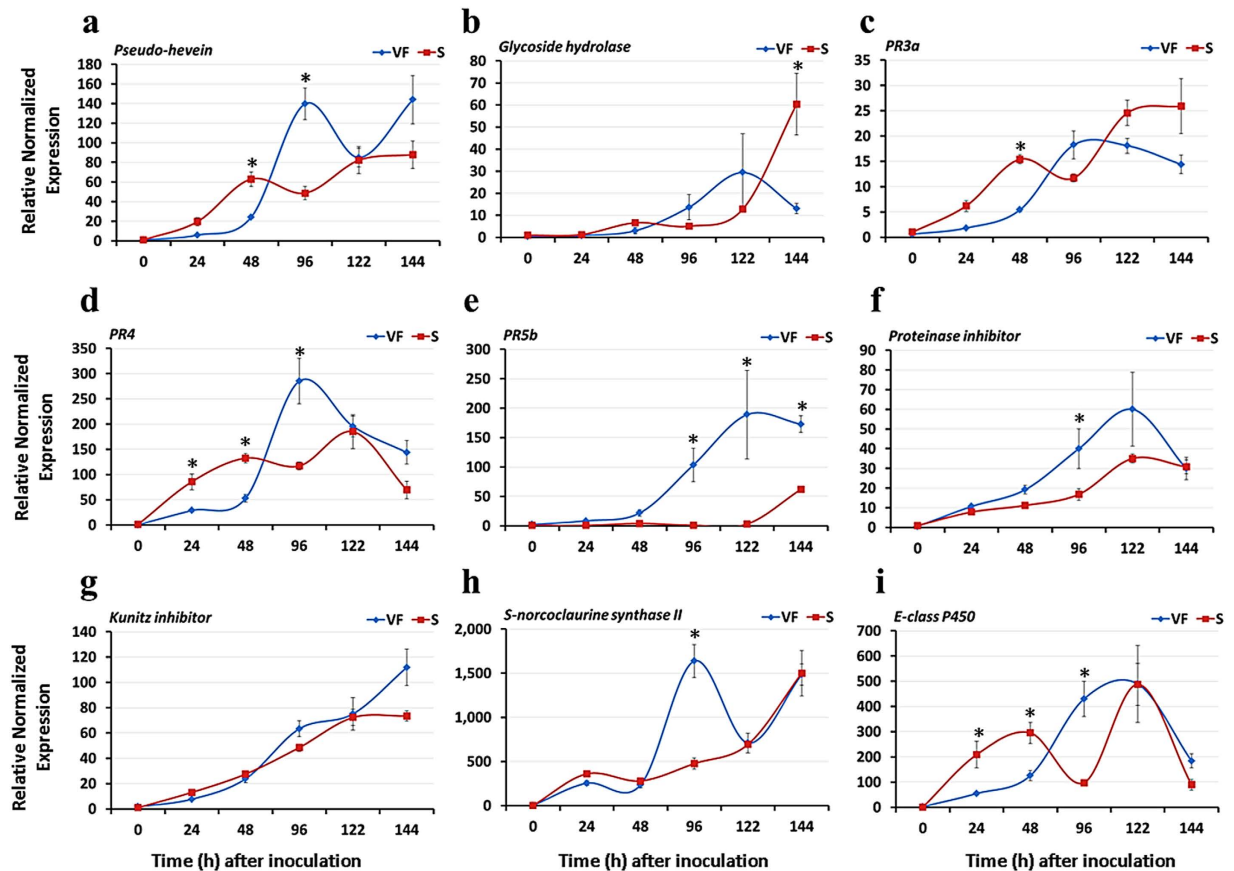 a
Pseudo-hevein
VF S
Relative Normalized
Expression
180
160
140
120
100
80
60
40
20
0
*
*
0 24 48 96 122 144
b
Glycoside hydrolase
VF S
80
70
60
50
40
30
20
10
0
*
0 24 48 96 122 144
c
PR3a
VF S
35
30
25
20
15
10
5
0
*
0 24 48 96 122 144
d
PR4
VF S
Relative Normalized
Expression
350
300
250
200
150
100
50
0
*
*
*
0 24 48 96 122 144
e
PR5b
VF S
300
250
200
150
100
50
0
*
*
*
0 24 48 96 122 144
f
Proteinase inhibitor
VF S
90
80
70
60
50
40
30
20
10
0
*
0 24 48 96 122 144
g
Kunitz inhibitor
VF S
Relative Normalized
Expression
140
120
100
80
60
40
20
0
0 24 48 96 122 144
Time (h) after inoculation
h
S-norcoclaurine synthase II
VF S
2,000
1,500
1,000
500
0
*
0 24 48 96 122 144
Time (h) after inoculation
i
E-class P450
VF S
700
600
500
400
300
200
100
0
*
*
*
0 24 48 96 122 144
Time (h) after inoculation